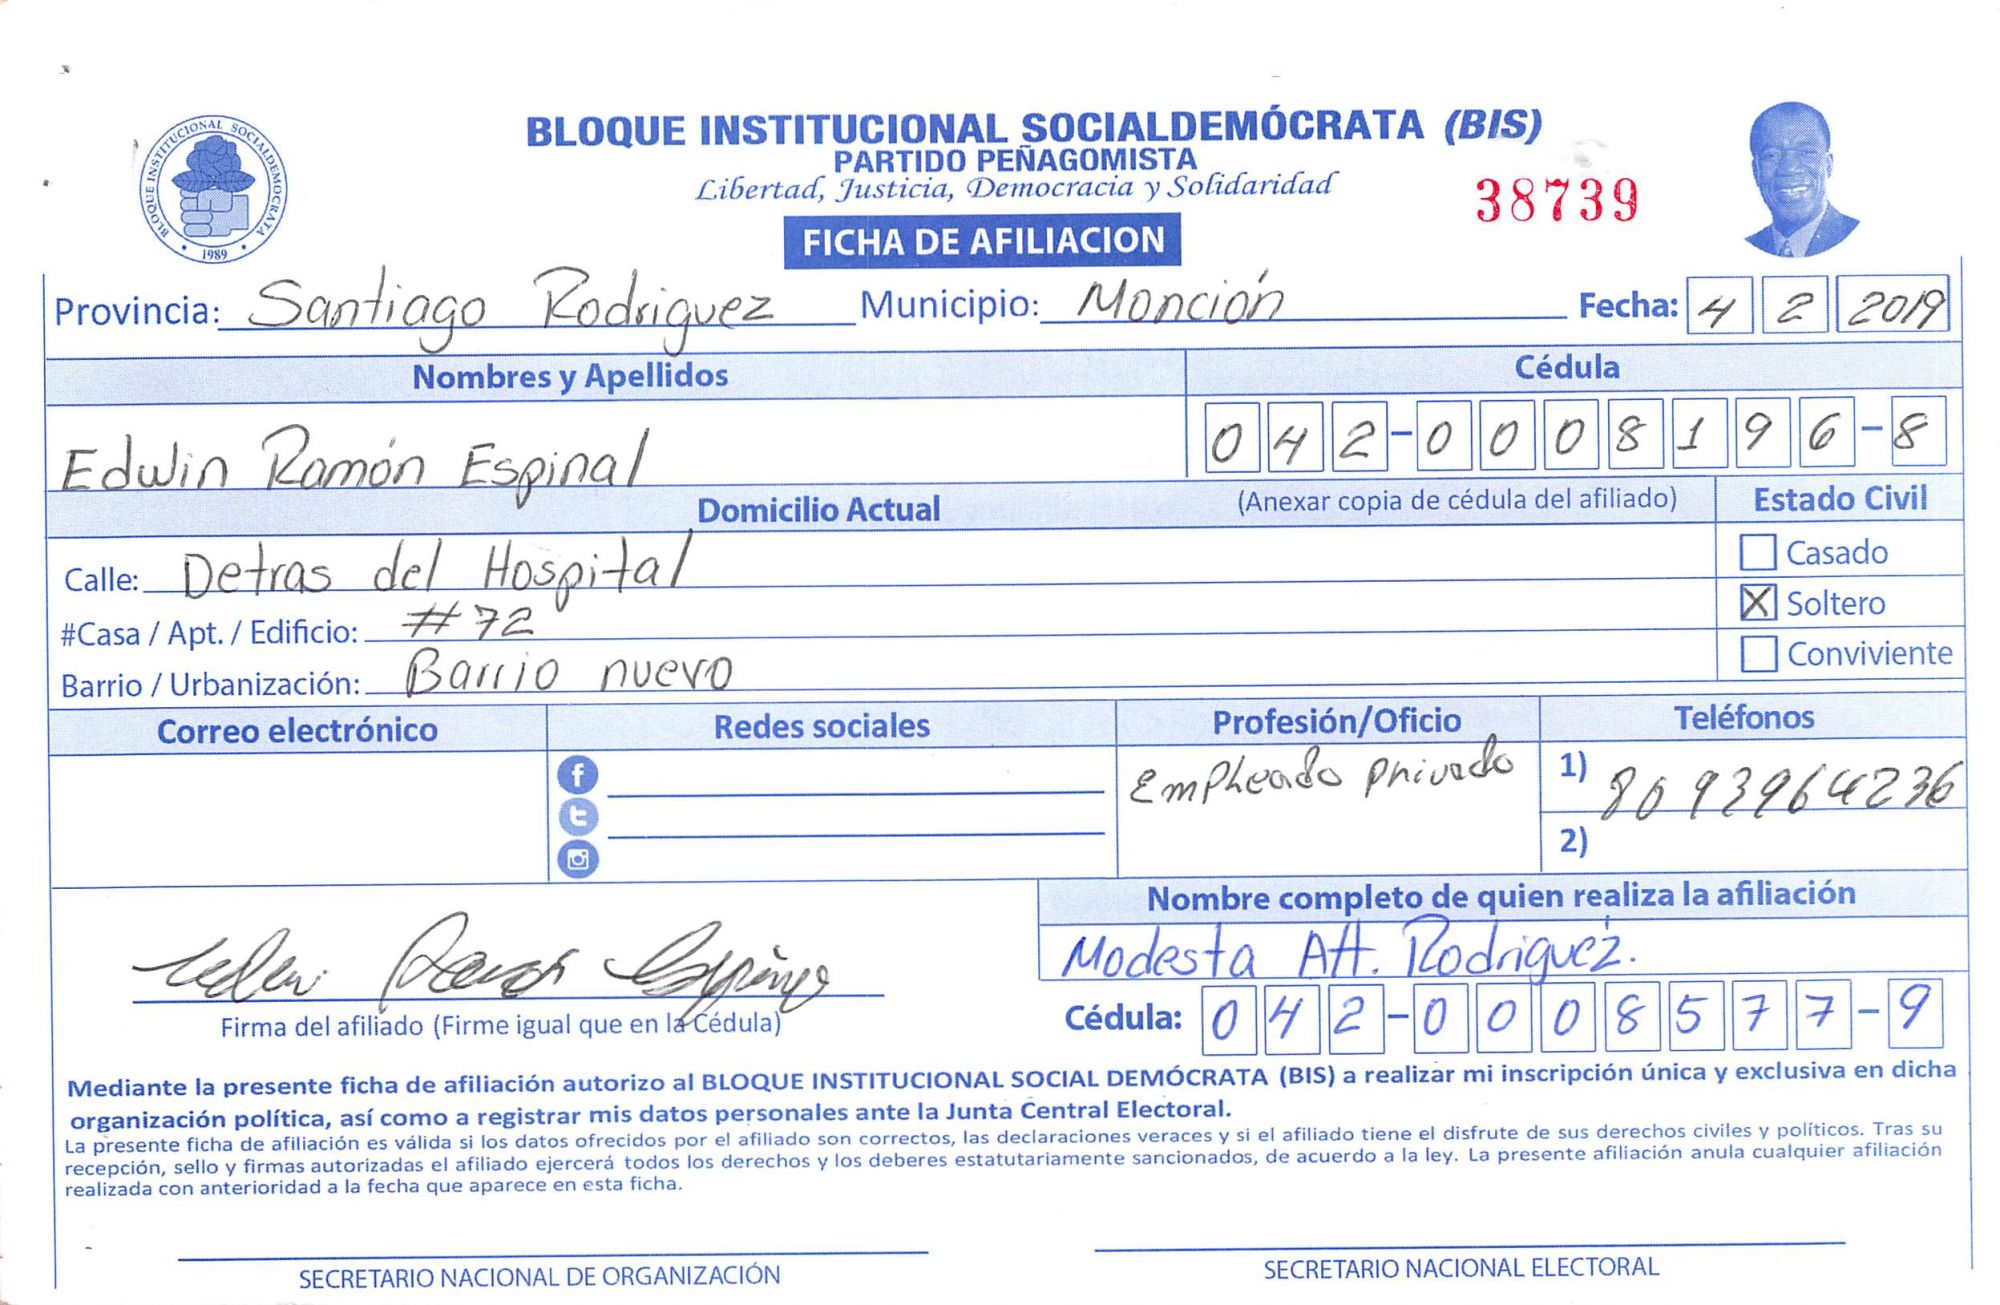 BLOQUE INSTITUCIONAL SOCIALDEMÓCRATA (BIS)
PARTIDO PEÑAGOMISTA
Libertad, Justicia, Democracia y Solidaridad
38739
BLOQUE INSTITUCIONAL SOCIALDEMOCRATA
1989
FICHA DE AFILIACION
Provincia: Santiago Rodriguez Municipio: Monción Fecha: 4 2 2019
Nombres y Apellidos Cédula
Edwin Ramón Espinal 042-0008196-8
Domicilio Actual (Anexar copia de cédula del afiliado) Estado Civil
Calle: Detras del Hospital Casado
#Casa / Apt. / Edificio: #72 X Soltero
Barrio / Urbanización: Barrio nuevo Conviviente
Correo electrónico Redes sociales Profesión/Oficio Teléfonos
Empleado privado 1) 8093964236
2)
Nombre completo de quien realiza la afiliación
Modesta Alt. Rodriguez.
Firma del afiliado (Firme igual que en la Cédula) Cédula: 042-0008577-9
Mediante la presente ficha de afiliación autorizo al BLOQUE INSTITUCIONAL SOCIAL DEMÓCRATA (BIS) a realizar mi inscripción única y exclusiva en dicha
organización política, así como a registrar mis datos personales ante la Junta Central Electoral.
La presente ficha de afiliación es válida si los datos ofrecidos por el afiliado son correctos, las declaraciones veraces y si el afiliado tiene el disfrute de sus derechos civiles y políticos. Tras su
recepción, sello y firmas autorizadas el afiliado ejercerá todos los derechos y los deberes estatutariamente sancionados, de acuerdo a la ley. La presente afiliación anula cualquier afiliación
realizada con anterioridad a la fecha que aparece en esta ficha.
SECRETARIO NACIONAL DE ORGANIZACIÓN SECRETARIO NACIONAL ELECTORAL